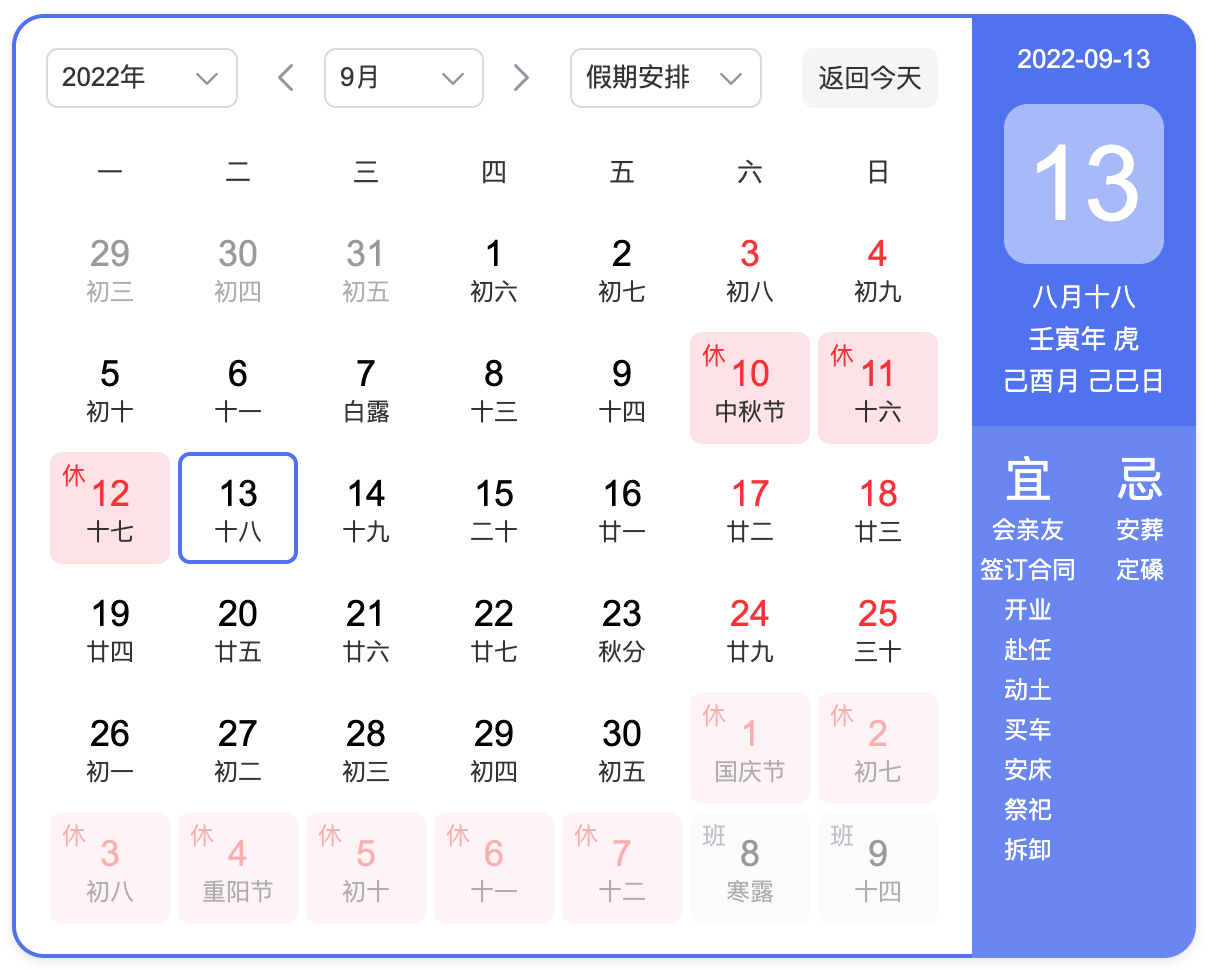 2022年 9月 假期安排 返回今天
一 二 三 四 五 六 日
29 30 31 1 2 3 4
初三 初四 初五 初六 初七 初八 初九
休 休
5 6 7 8 9 10 11
初十 十一 白露 十三 十四 中秋节 十六
休
12 13 14 15 16 17 18
十七 十八 十九 二十 廿一 廿二 廿三
19 20 21 22 23 24 25
廿四 廿五 廿六 廿七 秋分 廿九 三十
休 休
26 27 28 29 30 1 2
初一 初二 初三 初四 初五 国庆节 初七
休 休 休 休 休 班 班
3 4 5 6 7 8 9
初八 重阳节 初十 十一 十二 寒露 十四
2022-09-13
13
八月十八
壬寅年 虎
己酉月 己巳日
宜 忌
会亲友 安葬
签订合同 定磉
开业
赴任
动土
买车
安床
祭祀
拆卸